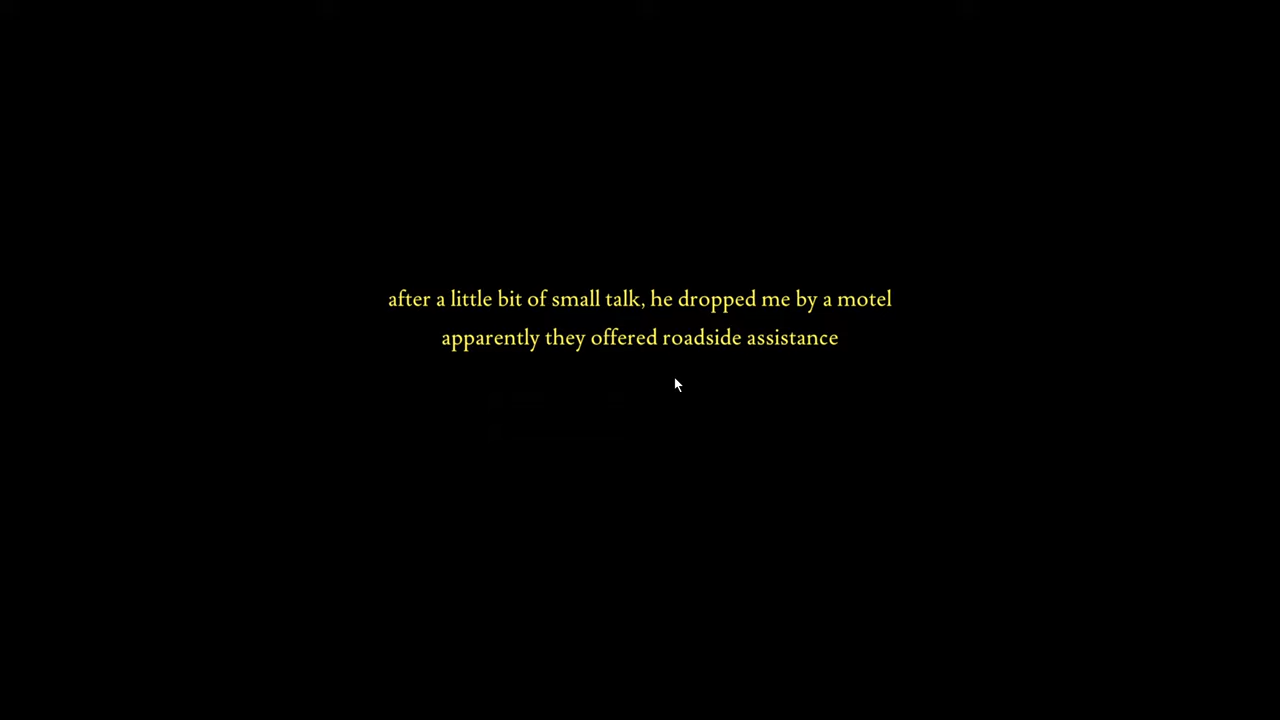 after a little bit of small talk, he dropped me by a motel
apparently they offered roadside assistance